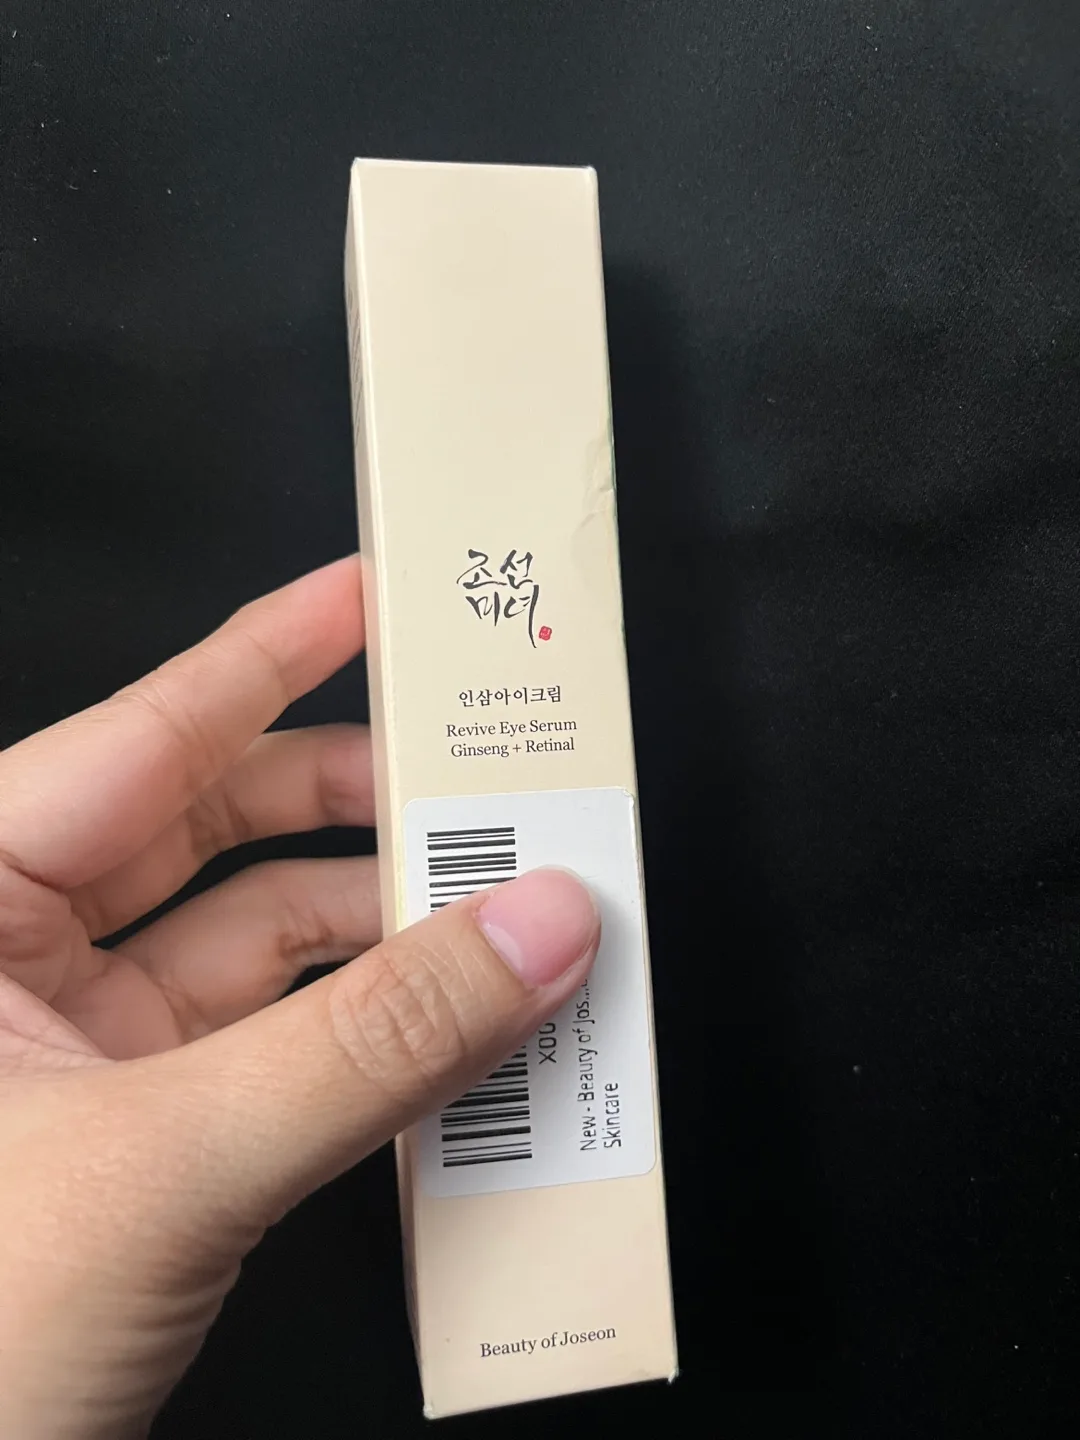 조선
미녀
인삼아이크림
Revive Eye Serum
Ginseng + Retinal
X00
New - Beauty of Jos...
Skincare
Beauty of Joseon